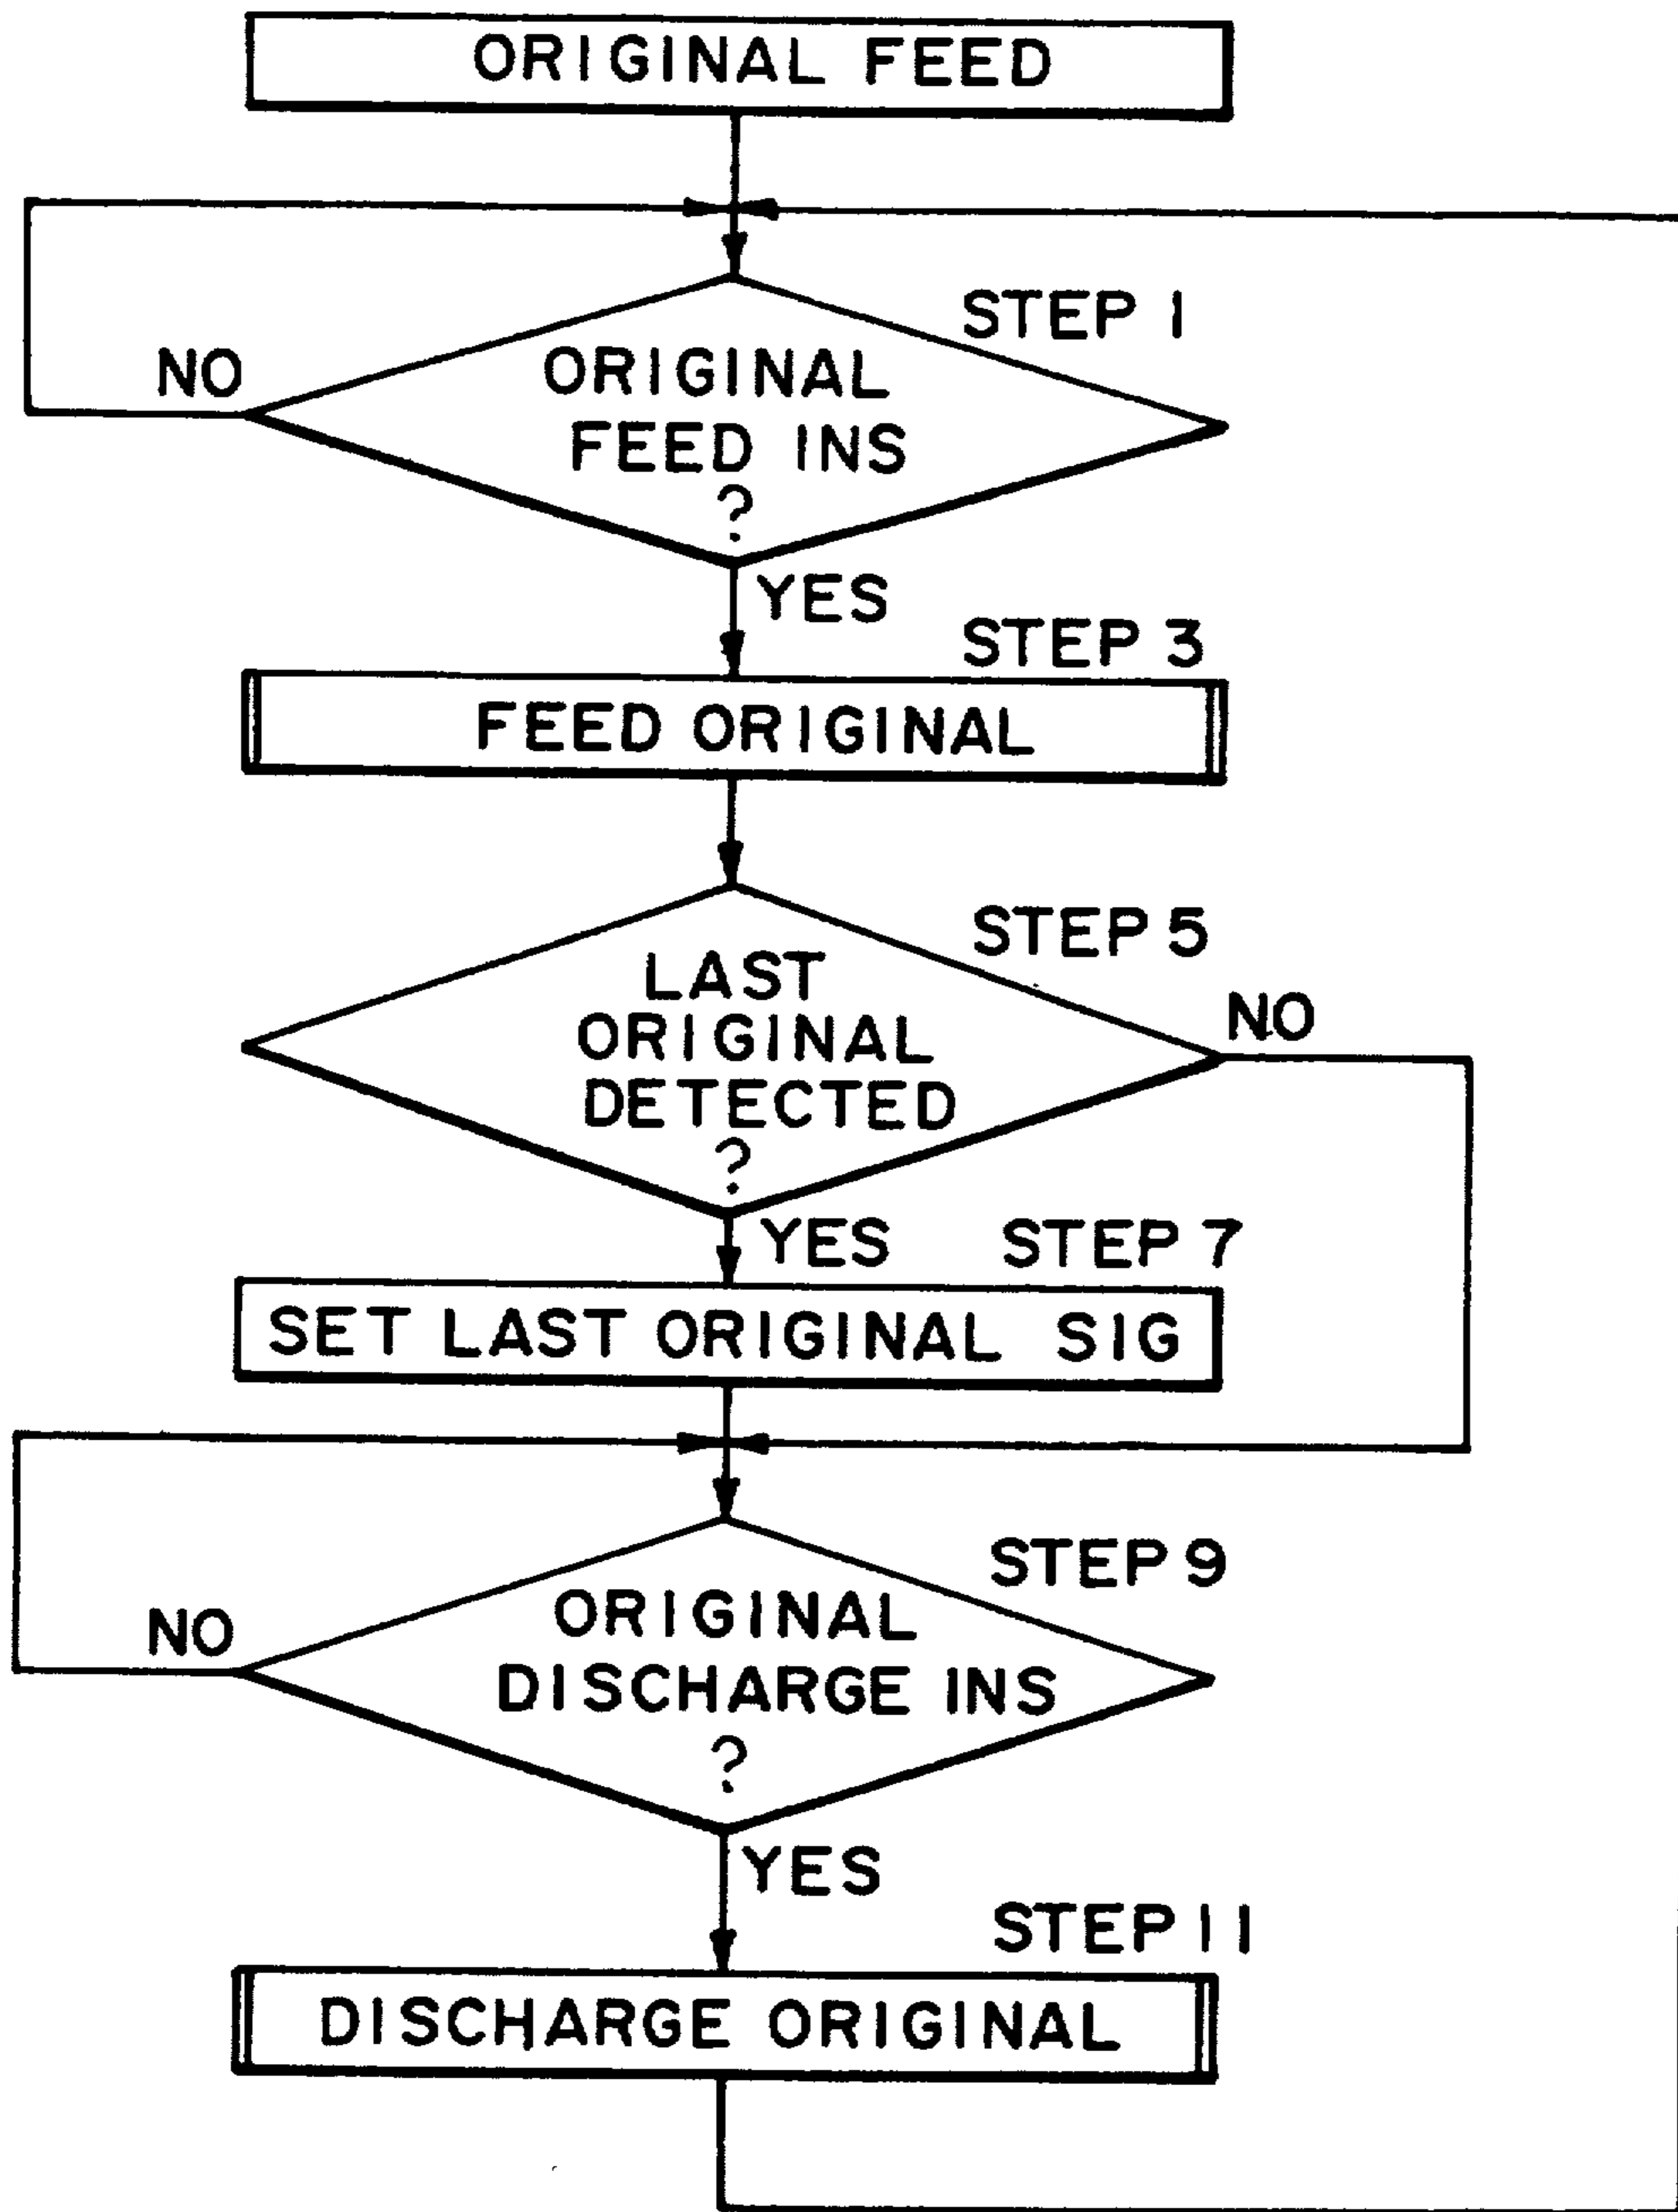 ORIGINAL FEED
STEP 1
NO
ORIGINAL
FEED INS
?
YES
STEP 3
FEED ORIGINAL
STEP 5
LAST
ORIGINAL
DETECTED
?
NO
YES
STEP 7
SET LAST ORIGINAL SIG
STEP 9
NO
ORIGINAL
DISCHARGE INS
?
YES
STEP 11
DISCHARGE ORIGINAL